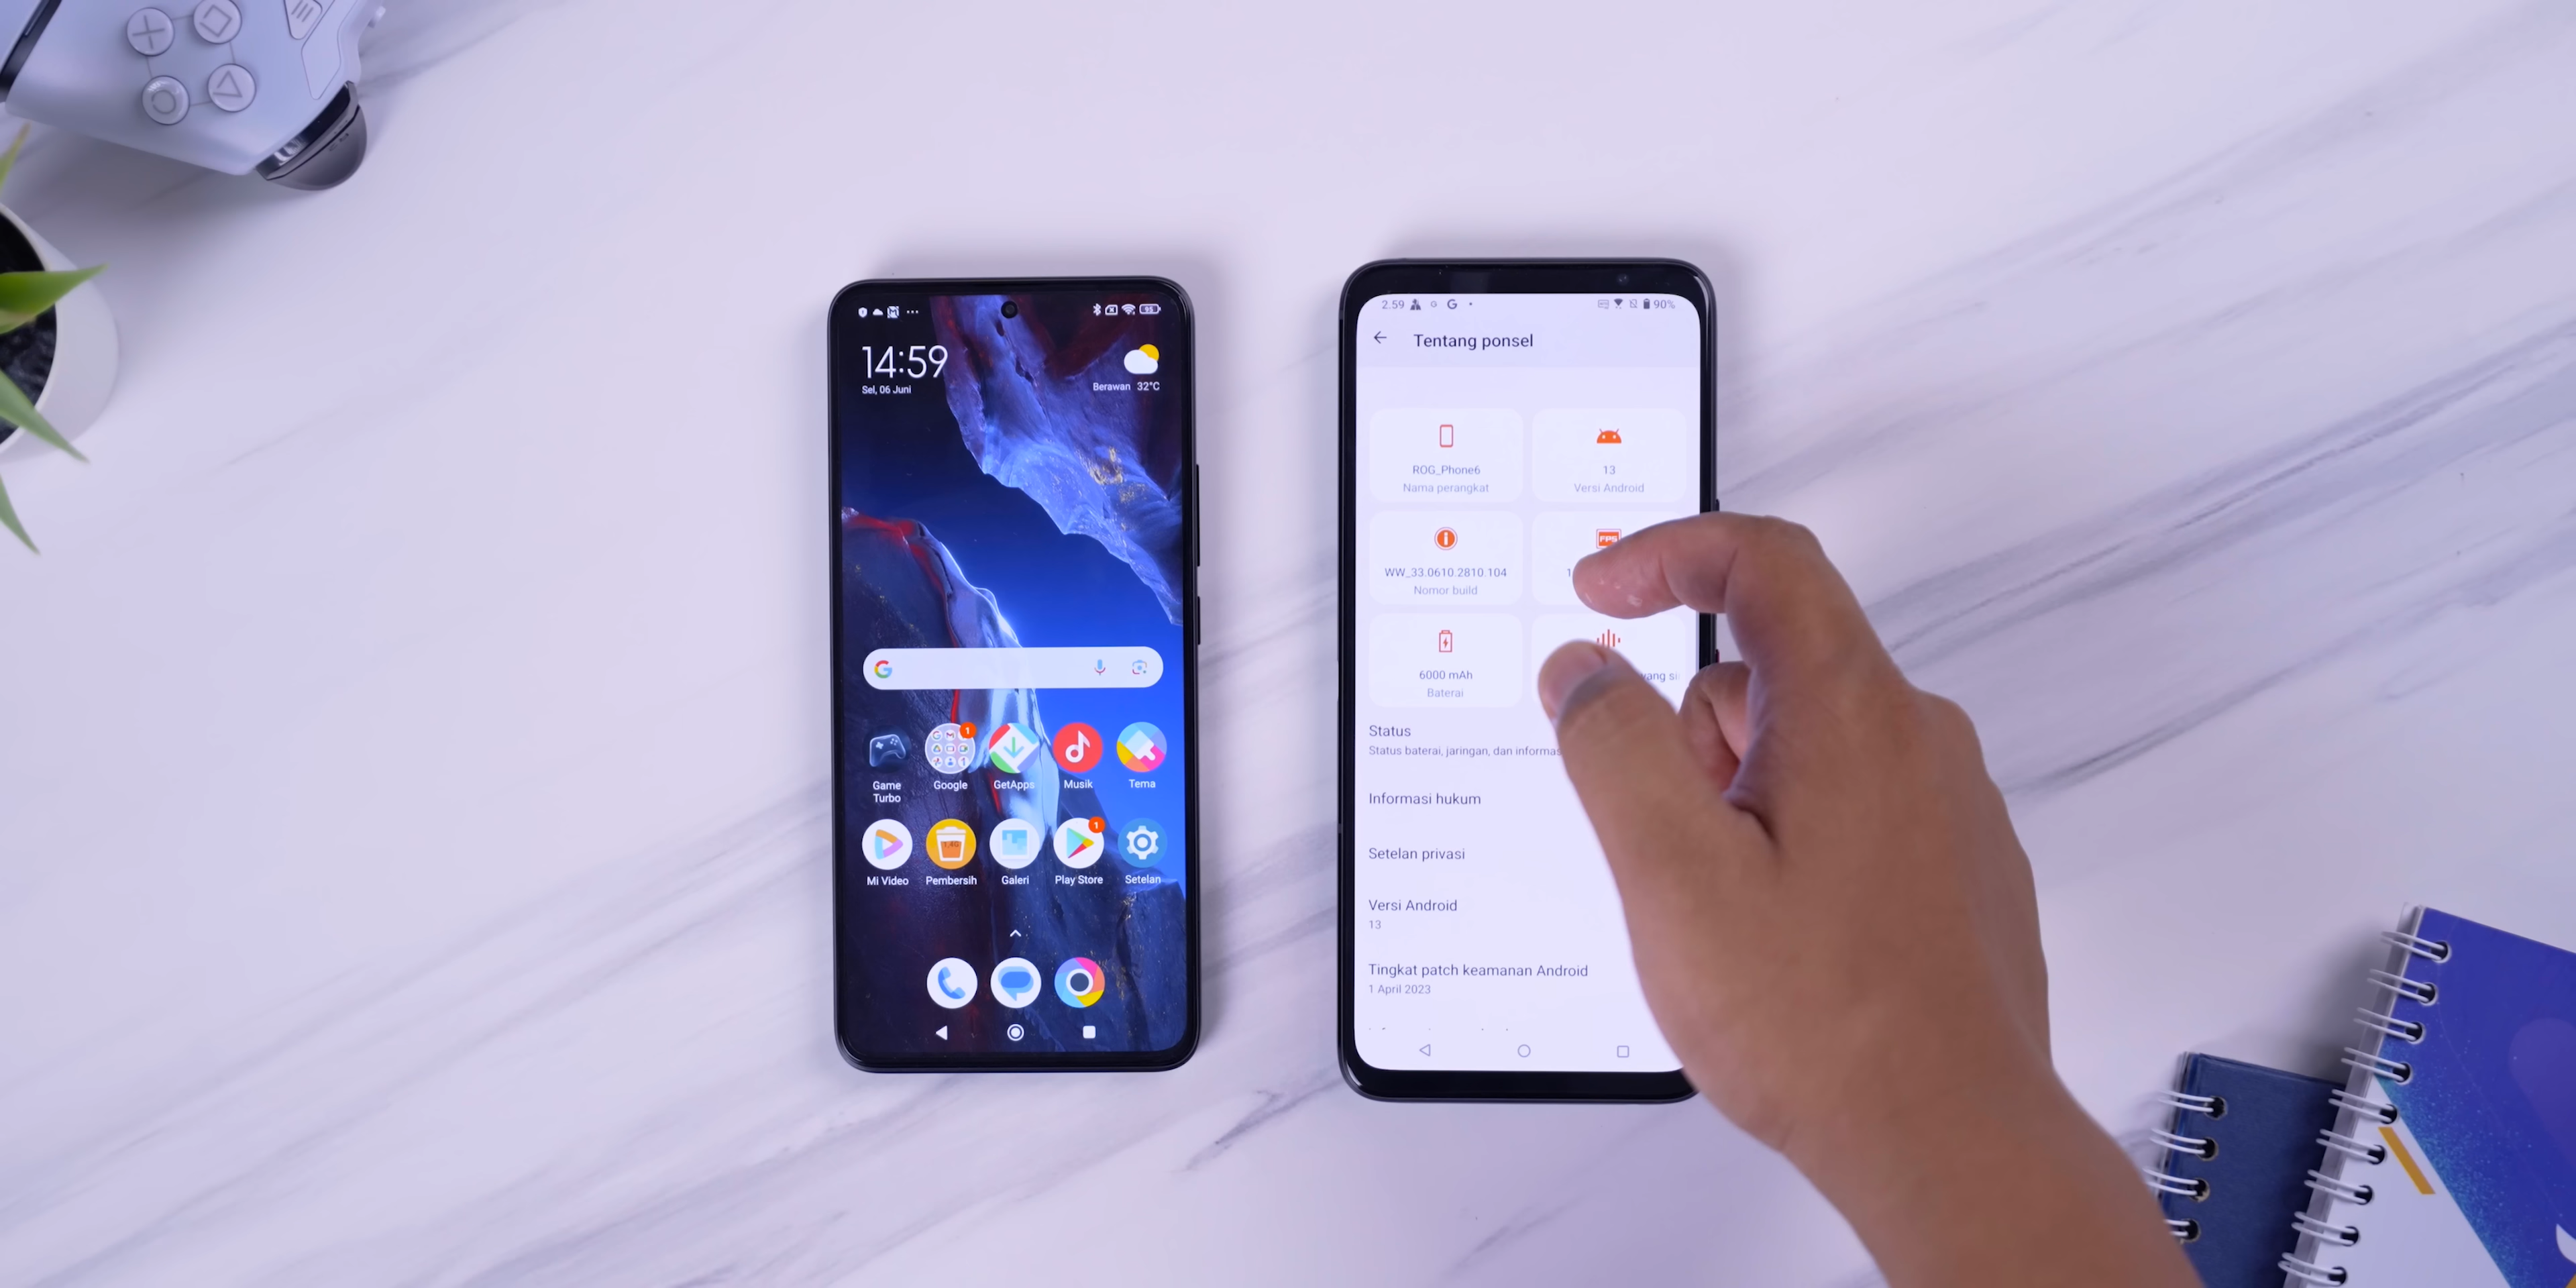 14:59
Sel, 06 Juni
Berawan 32°C
Game
Turbo
Google
GetApps
Musik
Tema
Mi Video
Pembersih
Galeri
Play Store
Setelan
2.59
90%
Tentang ponsel
ROG_Phone6
Nama perangkat
13
Versi Android
WW_33.0610.2810.104
Nomor build
FPS
6000 mAh
Baterai
yang si
Status
Status baterai, jaringan, dan informas
Informasi hukum
Setelan privasi
Versi Android
13
Tingkat patch keamanan Android
1 April 2023